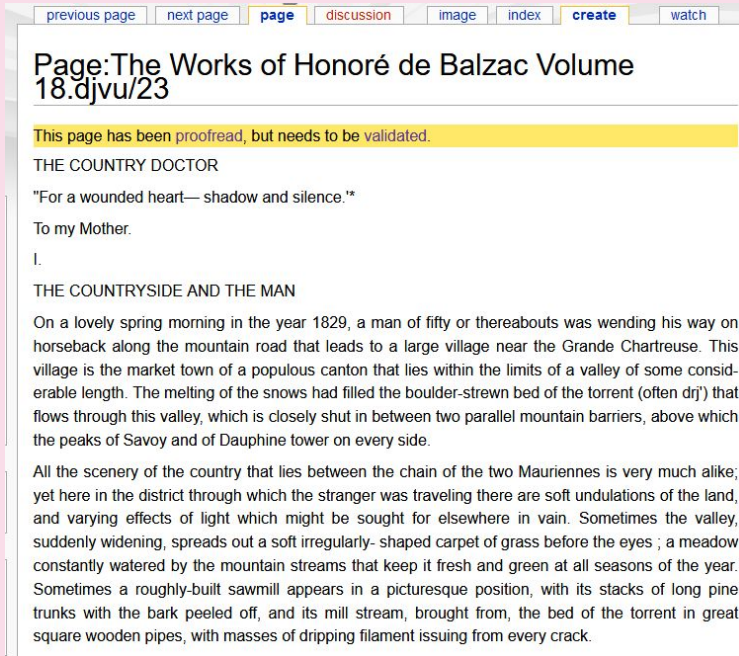 previous page next page page discussion image index create watch
Page:The Works of Honoré de Balzac Volume
18.djvu/23
This page has been proofread, but needs to be validated.
THE COUNTRY DOCTOR
"For a wounded heart— shadow and silence.'*
To my Mother.
I.
THE COUNTRYSIDE AND THE MAN
On a lovely spring morning in the year 1829, a man of fifty or thereabouts was wending his way on
horseback along the mountain road that leads to a large village near the Grande Chartreuse. This
village is the market town of a populous canton that lies within the limits of a valley of some consid-
erable length. The melting of the snows had filled the boulder-strewn bed of the torrent (often drj') that
flows through this valley, which is closely shut in between two parallel mountain barriers, above which
the peaks of Savoy and of Dauphine tower on every side.
All the scenery of the country that lies between the chain of the two Mauriennes is very much alike;
yet here in the district through which the stranger was traveling there are soft undulations of the land,
and varying effects of light which might be sought for elsewhere in vain. Sometimes the valley,
suddenly widening, spreads out a soft irregularly- shaped carpet of grass before the eyes ; a meadow
constantly watered by the mountain streams that keep it fresh and green at all seasons of the year.
Sometimes a roughly-built sawmill appears in a picturesque position, with its stacks of long pine
trunks with the bark peeled off, and its mill stream, brought from, the bed of the torrent in great
square wooden pipes, with masses of dripping filament issuing from every crack.